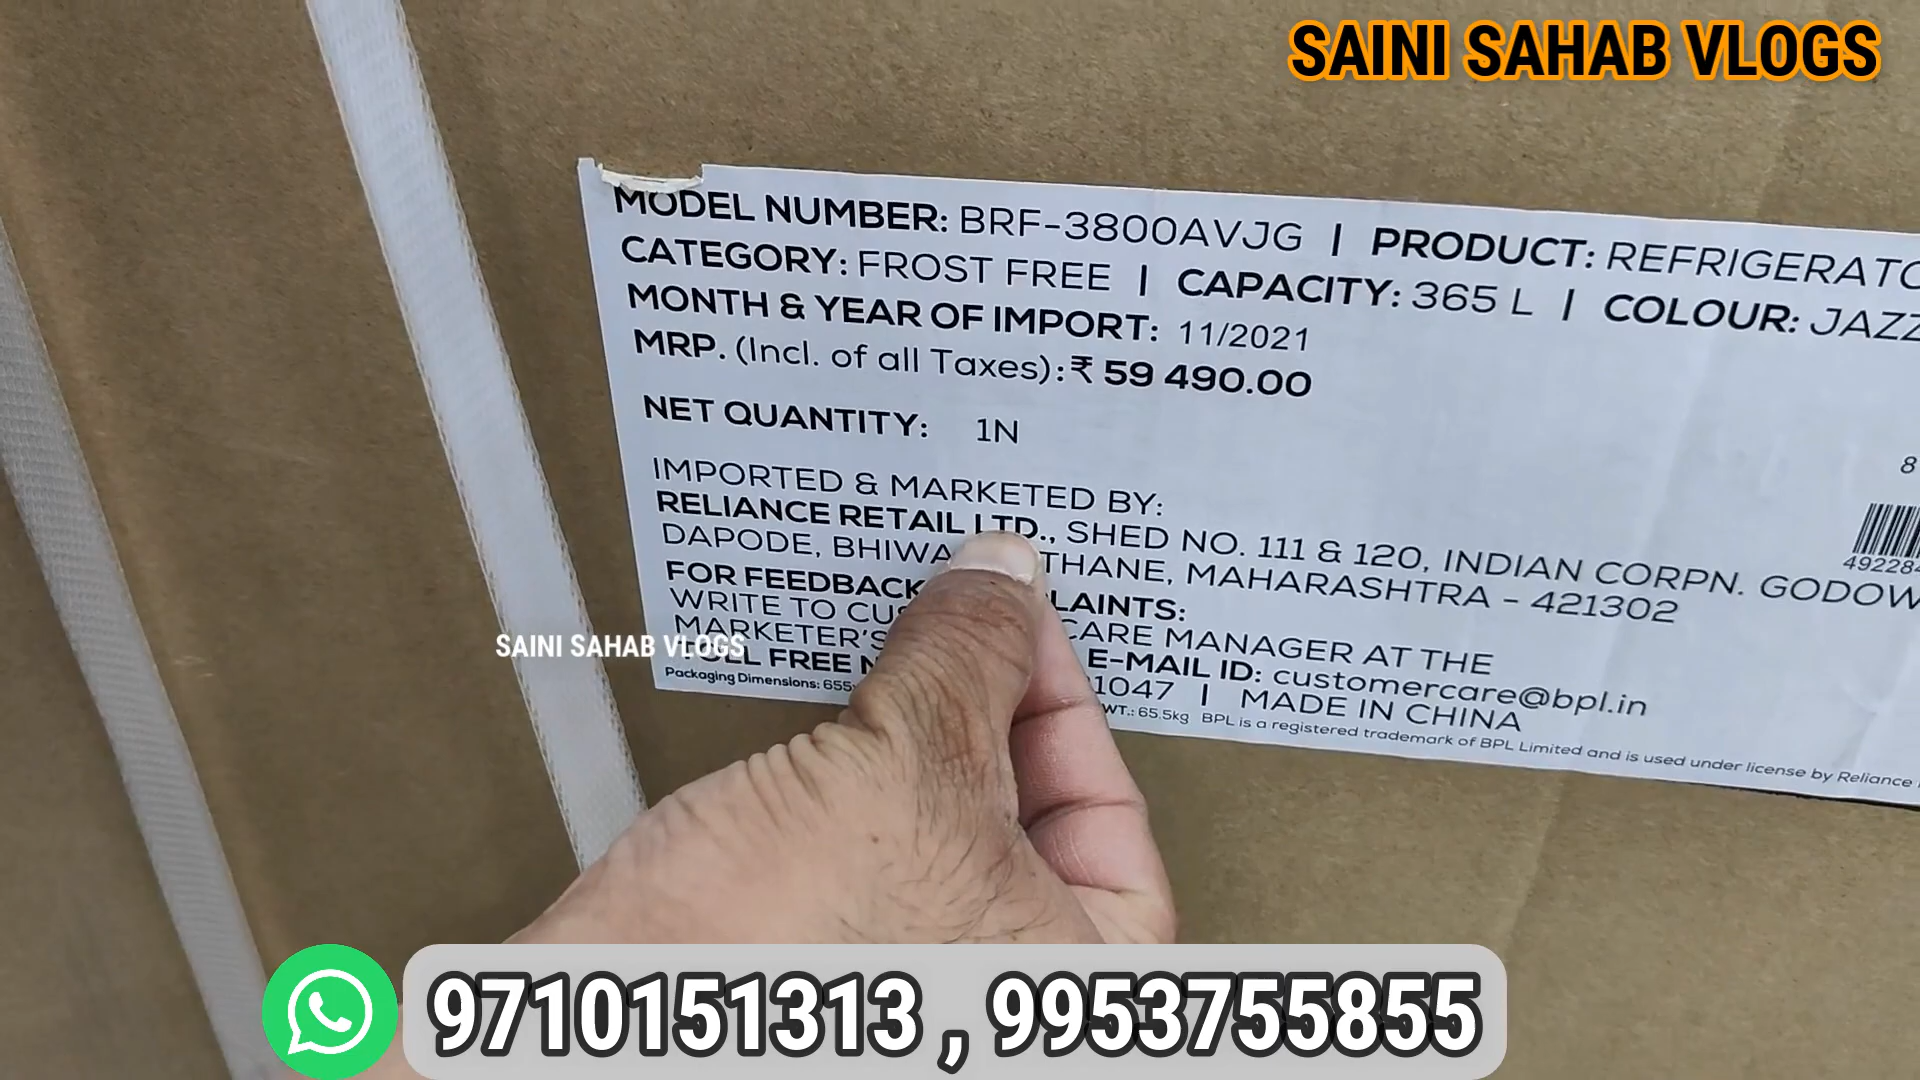 SAINI SAHAB VLOGS
MODEL NUMBER: BRF-3800AVJG | PRODUCT: REFRIGERATO
CATEGORY: FROST FREE | CAPACITY: 365 L | COLOUR: JAZZ
MONTH & YEAR OF IMPORT: 11/2021
MRP. (Incl. of all Taxes): ₹ 59 490.00
NET QUANTITY: 1N
8
IMPORTED & MARKETED BY:
RELIANCE RETAIL LTD., SHED NO. 111 & 120, INDIAN CORPN. GODOW
49228
DAPODE, BHIWA THANE, MAHARASHTRA - 421302
FOR FEEDBACK LAINTS:
WRITE TO CUS CARE MANAGER AT THE
MARKETER'S E-MAIL ID: customercare@bpl.in
TOLL FREE N 1047 | MADE IN CHINA
Packaging Dimensions: 655 WT.: 65.5kg BPL is a registered trademark of BPL Limited and is used under license by Reliance
SAINI SAHAB VLOGS
9710151313 , 9953755855